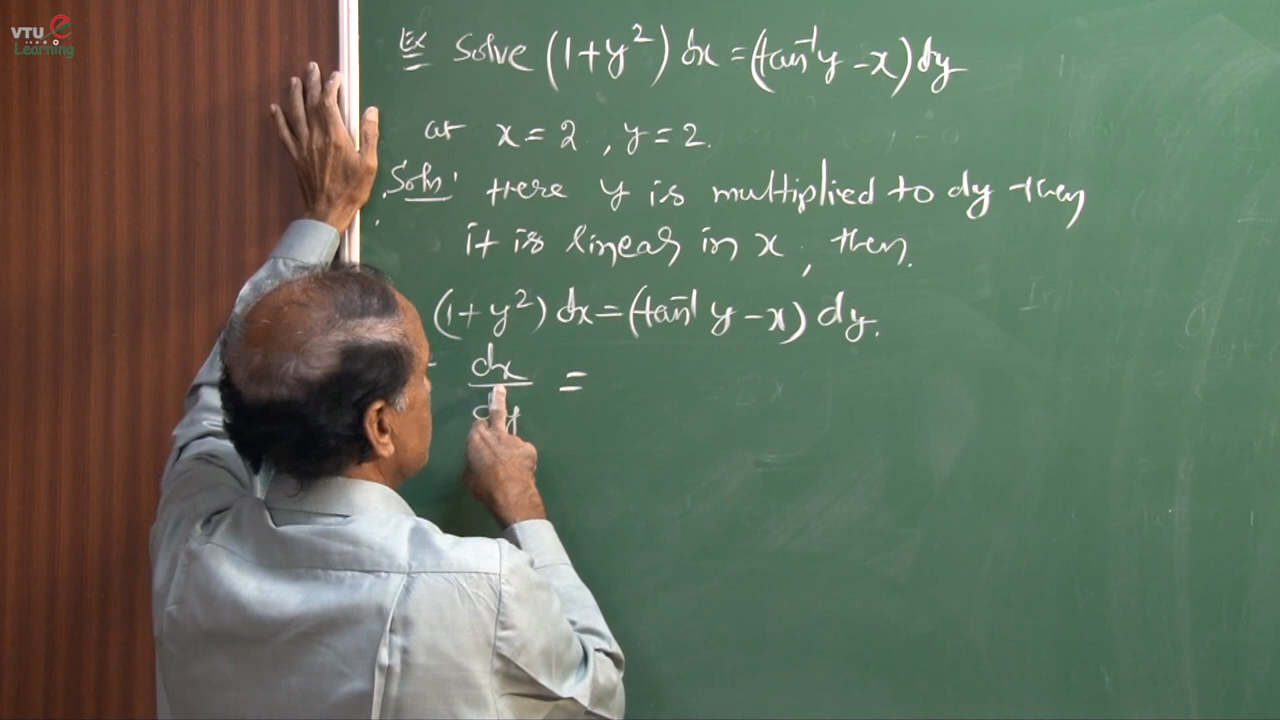 VTU e
Learning
Ex Solve (1+y²) dx = (tan⁻¹y - x) dy
at x = 2 , y = 2.
Soln' Here y is multiplied to dy then
it is linear in x , then.
(1+y²) dx = (tan⁻¹ y - x) dy.
dx/dy =